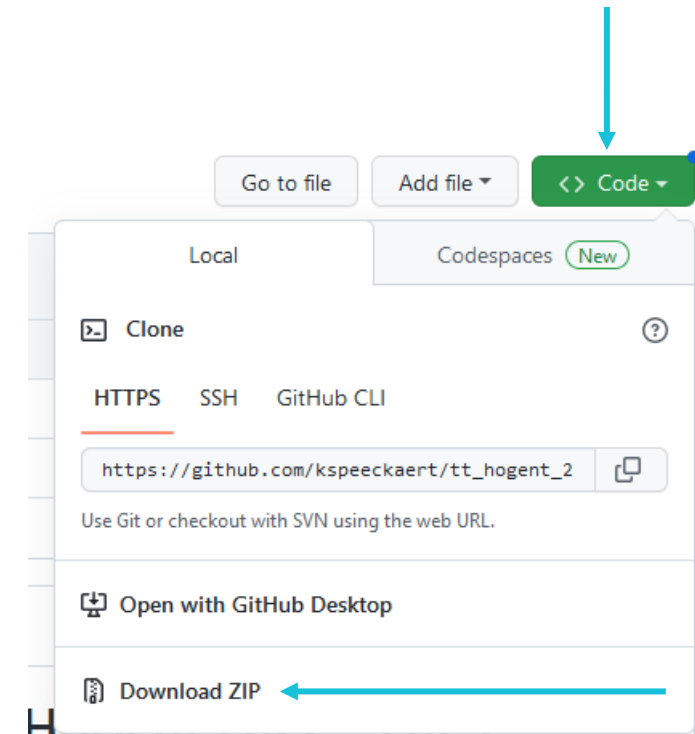 Go to file Add file <> Code
Local Codespaces New
Clone
HTTPS SSH GitHub CLI
https://github.com/kspeeckaert/tt_hogent_2
Use Git or checkout with SVN using the web URL.
Open with GitHub Desktop
Download ZIP
H